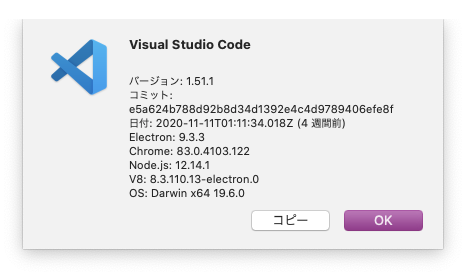 Visual Studio Code
バージョン: 1.51.1
コミット:
e5a624b788d92b8d34d1392e4c4d9789406efe8f
日付: 2020-11-11T01:11:34.018Z (4 週間前)
Electron: 9.3.3
Chrome: 83.0.4103.122
Node.js: 12.14.1
V8: 8.3.110.13-electron.0
OS: Darwin x64 19.6.0
コピー
OK